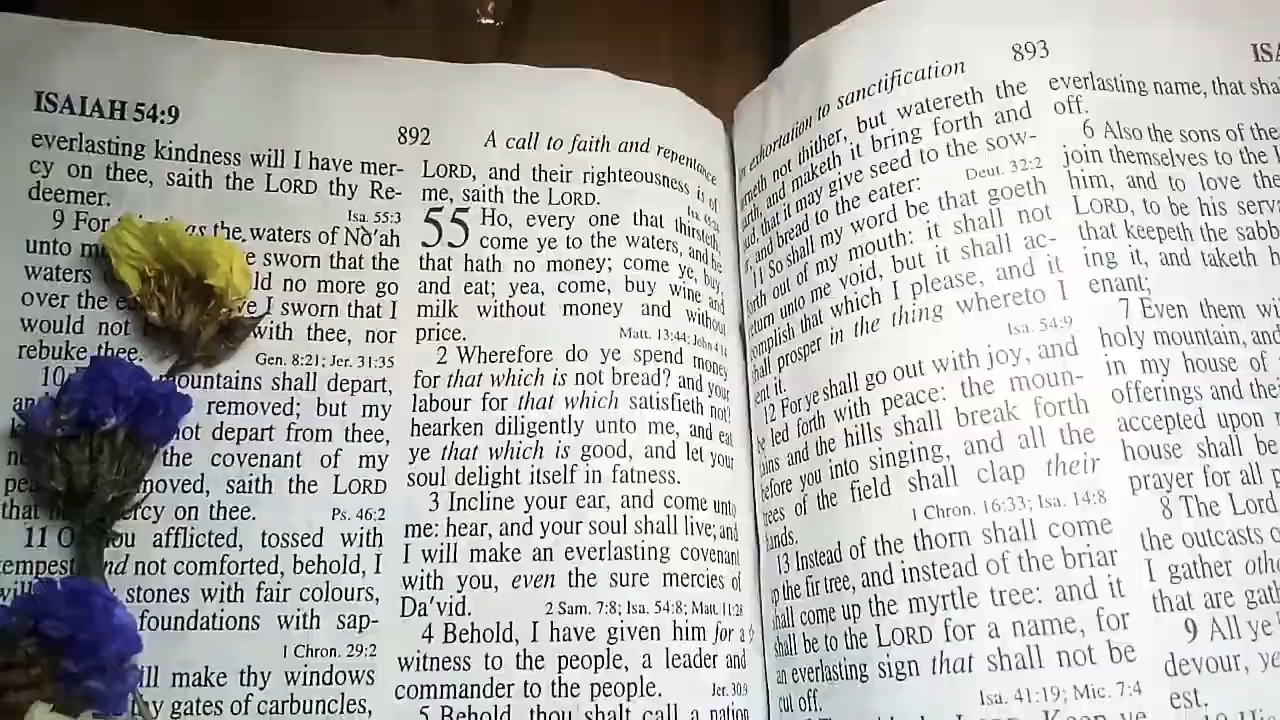 ISAIAH 54:9
892
A call to faith and repentance
everlasting kindness will I have mer-
cy on thee, saith the LORD thy Re-
deemer.
Isa. 55:3
9 For as the waters of No'ah
unto sworn that the
waters no more go
over the I sworn that I
would not with thee, nor
rebuke thee.
Gen. 8:21; Jer. 31:35
10 mountains shall depart,
removed; but my
not depart from thee,
the covenant of my
saith the LORD
that on thee.
Ps. 46:2
11 O afflicted, tossed with
and not comforted, behold, I
stones with fair colours,
foundations with sap-
1 Chron. 29:2
make thy windows
gates of carbuncles,
LORD, and their righteousness is of
me, saith the LORD.
55 Ho, every one that thirsteth,
come ye to the waters, and he
that hath no money; come ye, buy,
and eat; yea, come, buy wine and
milk without money and without
price.
Matt. 13:44; John 4:14
2 Wherefore do ye spend money
for that which is not bread? and your
labour for that which satisfieth not?
hearken diligently unto me, and eat
ye that which is good, and let your
soul delight itself in fatness.
3 Incline your ear, and come unto
me: hear, and your soul shall live; and
I will make an everlasting covenant
with you, even the sure mercies of
Da'vid.
2 Sam. 7:8; Isa. 54:8; Matt. 11:28
4 Behold, I have given him for a
witness to the people, a leader and
commander to the people.
Jer. 30:9
5 Behold, thou shalt call a nation
exhortation to sanctification
893
not thither, but watereth the
and maketh it bring forth and
that it may give seed to the sow-
and bread to the eater:
Deut. 32:2
11 So shall my word be that goeth
forth out of my mouth: it shall not
return unto me void, but it shall ac-
complish that which I please, and it
shall prosper in the thing whereto I
sent it.
Isa. 54:9
12 For ye shall go out with joy, and
be led forth with peace: the moun-
tains and the hills shall break forth
before you into singing, and all the
trees of the field shall clap their
hands.
1 Chron. 16:33; Isa. 14:8
13 Instead of the thorn shall come
up the fir tree, and instead of the briar
shall come up the myrtle tree: and it
shall be to the LORD for a name, for
an everlasting sign that shall not be
cut off.
Isa. 41:19; Mic. 7:4
everlasting name, that
off.
6 Also the sons of the
join themselves to the
him, and to love the
LORD, to be his
that keepeth the
ing it, and taketh
enant;
7 Even them
holy mountain, and
in my house of
offerings and
accepted upon
house shall be
prayer for all
8 The Lord
the outcasts
I gather
that are
9 All ye
devour,
est.